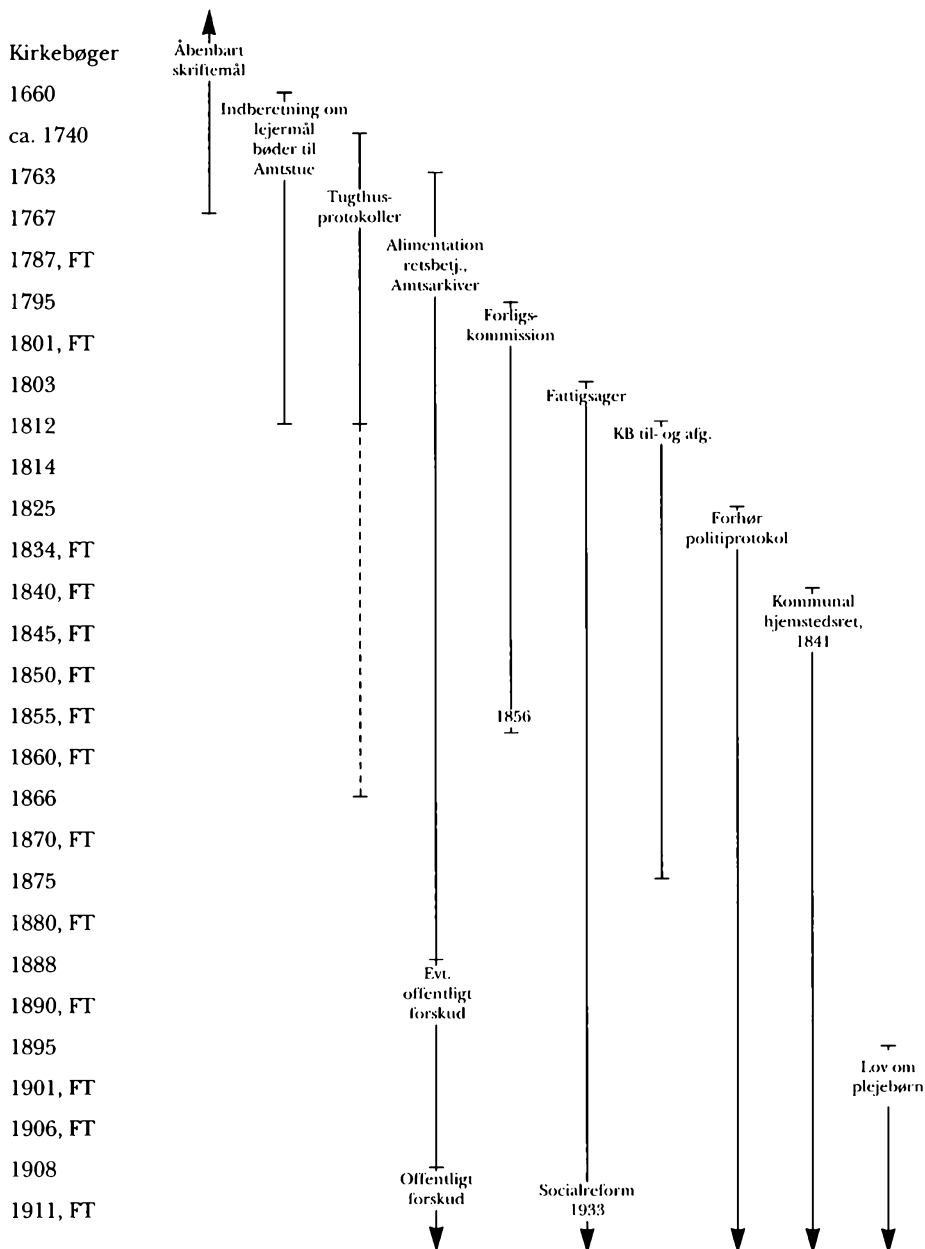 Kirkebøger
1660
ca. 1740
1763
1767
1787, FT
1795
1801, FT
1803
1812
1814
1825
1834, FT
1840, FT
1845, FT
1850, FT
1855, FT
1860, FT
1866
1870, FT
1875
1880, FT
1888
1890, FT
1895
1901, FT
1906, FT
1908
1911, FT
Åbenbart
skriftemål
Indberetning om
lejermål
bøder til
Amtstue
Tugthus-
protokoller
Alimentation
retsbetj.,
Amtsarkiver
Evt.
offentligt
forskud
Offentligt
forskud
Forligs-
kommission
1856
Fattigsager
Socialreform
1933
KB til- og afg.
Forhør
politiprotokol
Kommunal
hjemstedsret,
1841
Lov om
plejebørn